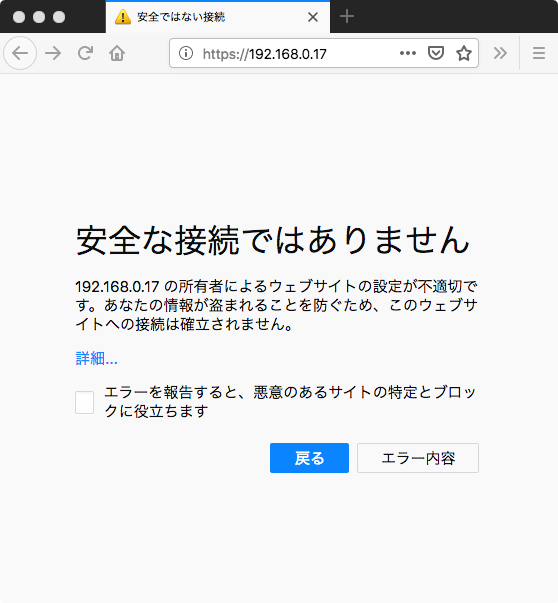 安全ではない接続
https://192.168.0.17
安全な接続ではありません
192.168.0.17 の所有者によるウェブサイトの設定が不適切で
す。あなたの情報が盗まれることを防ぐため、このウェブサ
イトへの接続は確立されません。
詳細...
エラーを報告すると、悪意のあるサイトの特定とブロッ
クに役立ちます
戻る
エラー内容